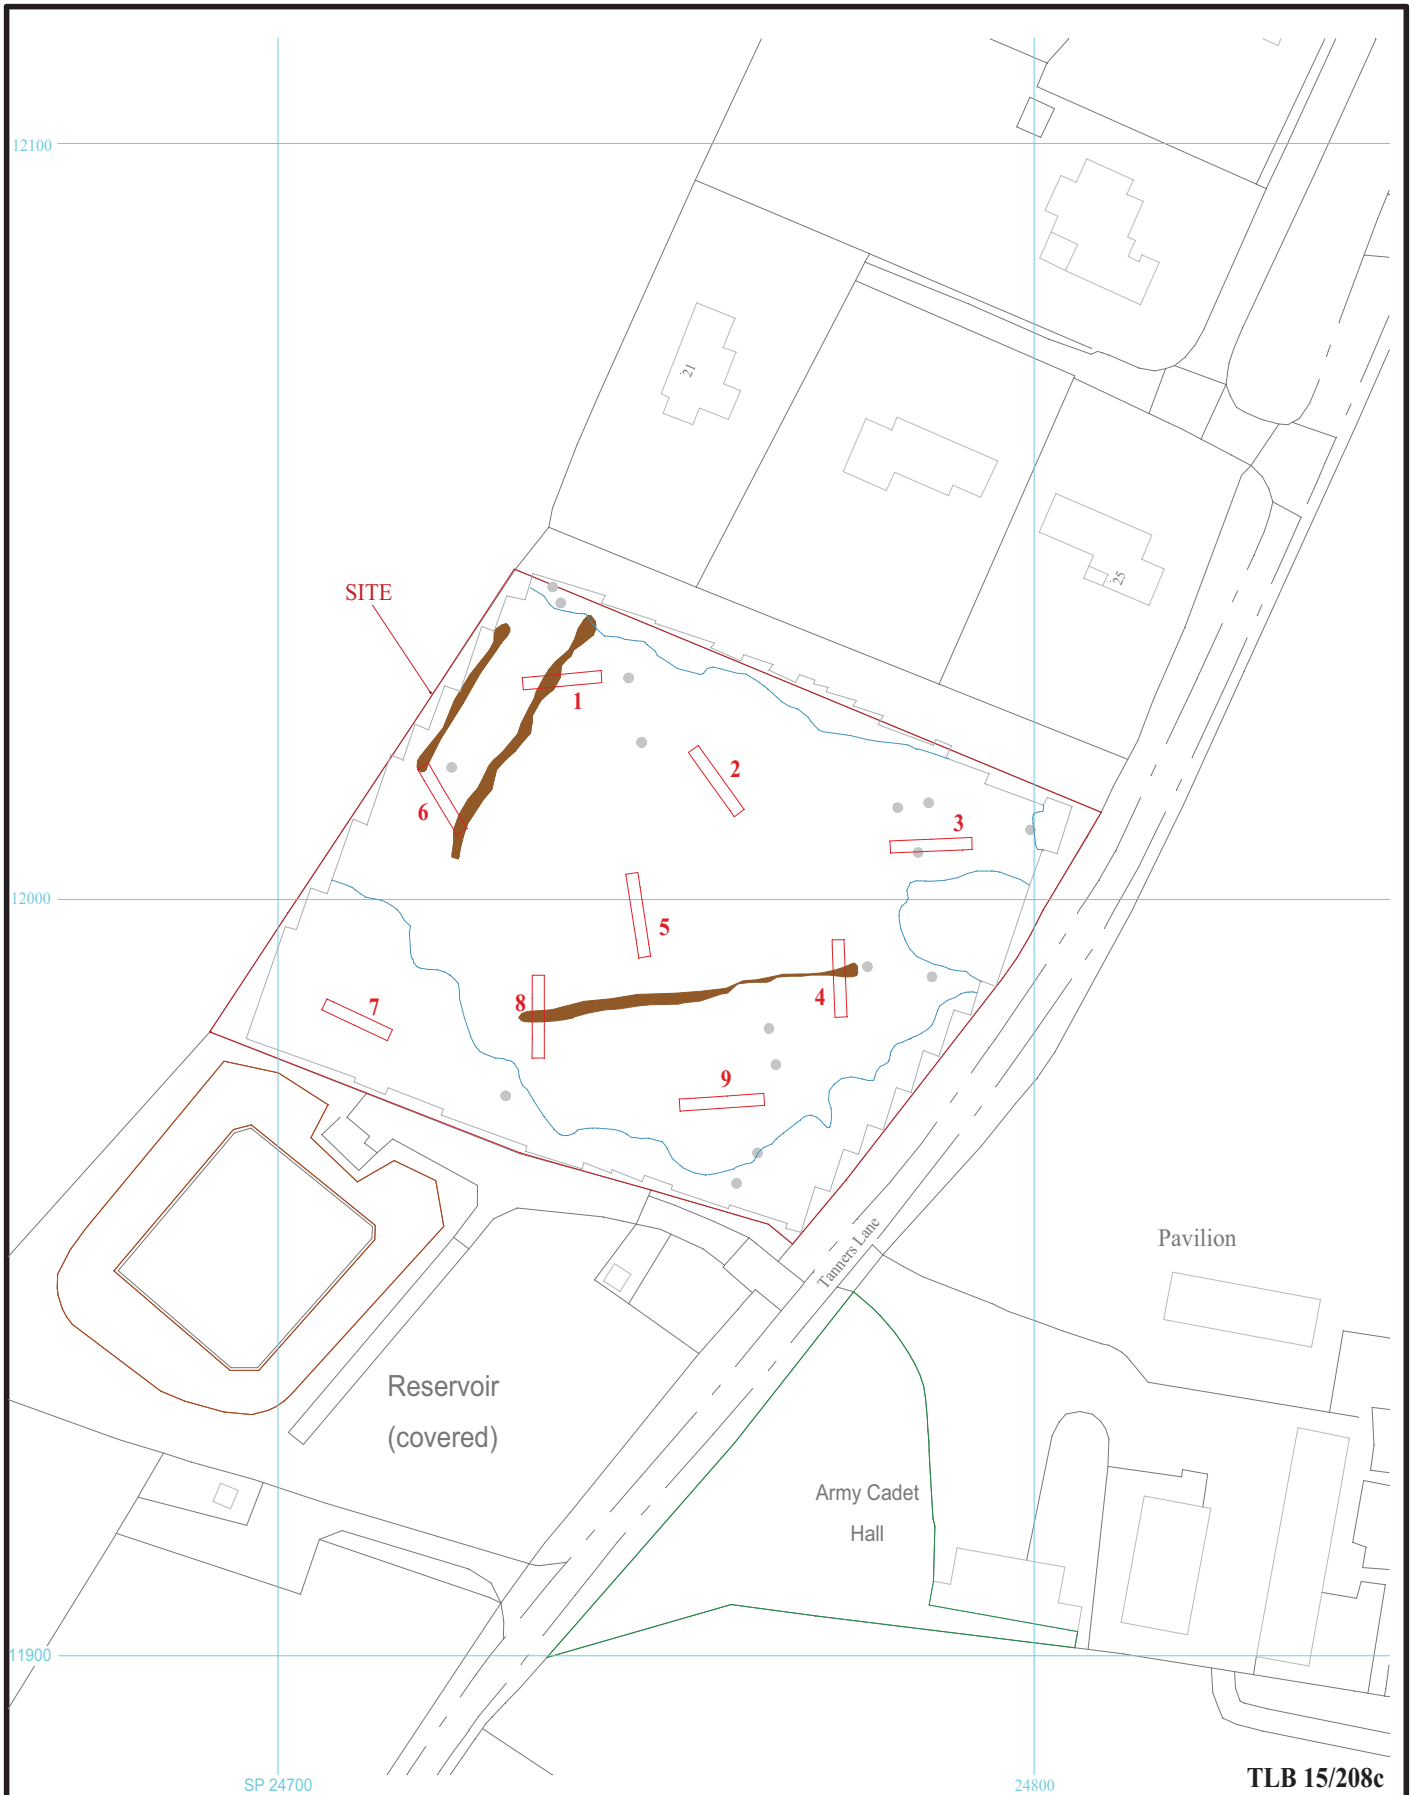 12100
21
25
SITE
1
2
6
3
12000
5
8
4
7
9
Tanners Lane
Pavilion
Reservoir
(covered)
Army Cadet
Hall
11900
SP 24700
24800
TLB 15/208c